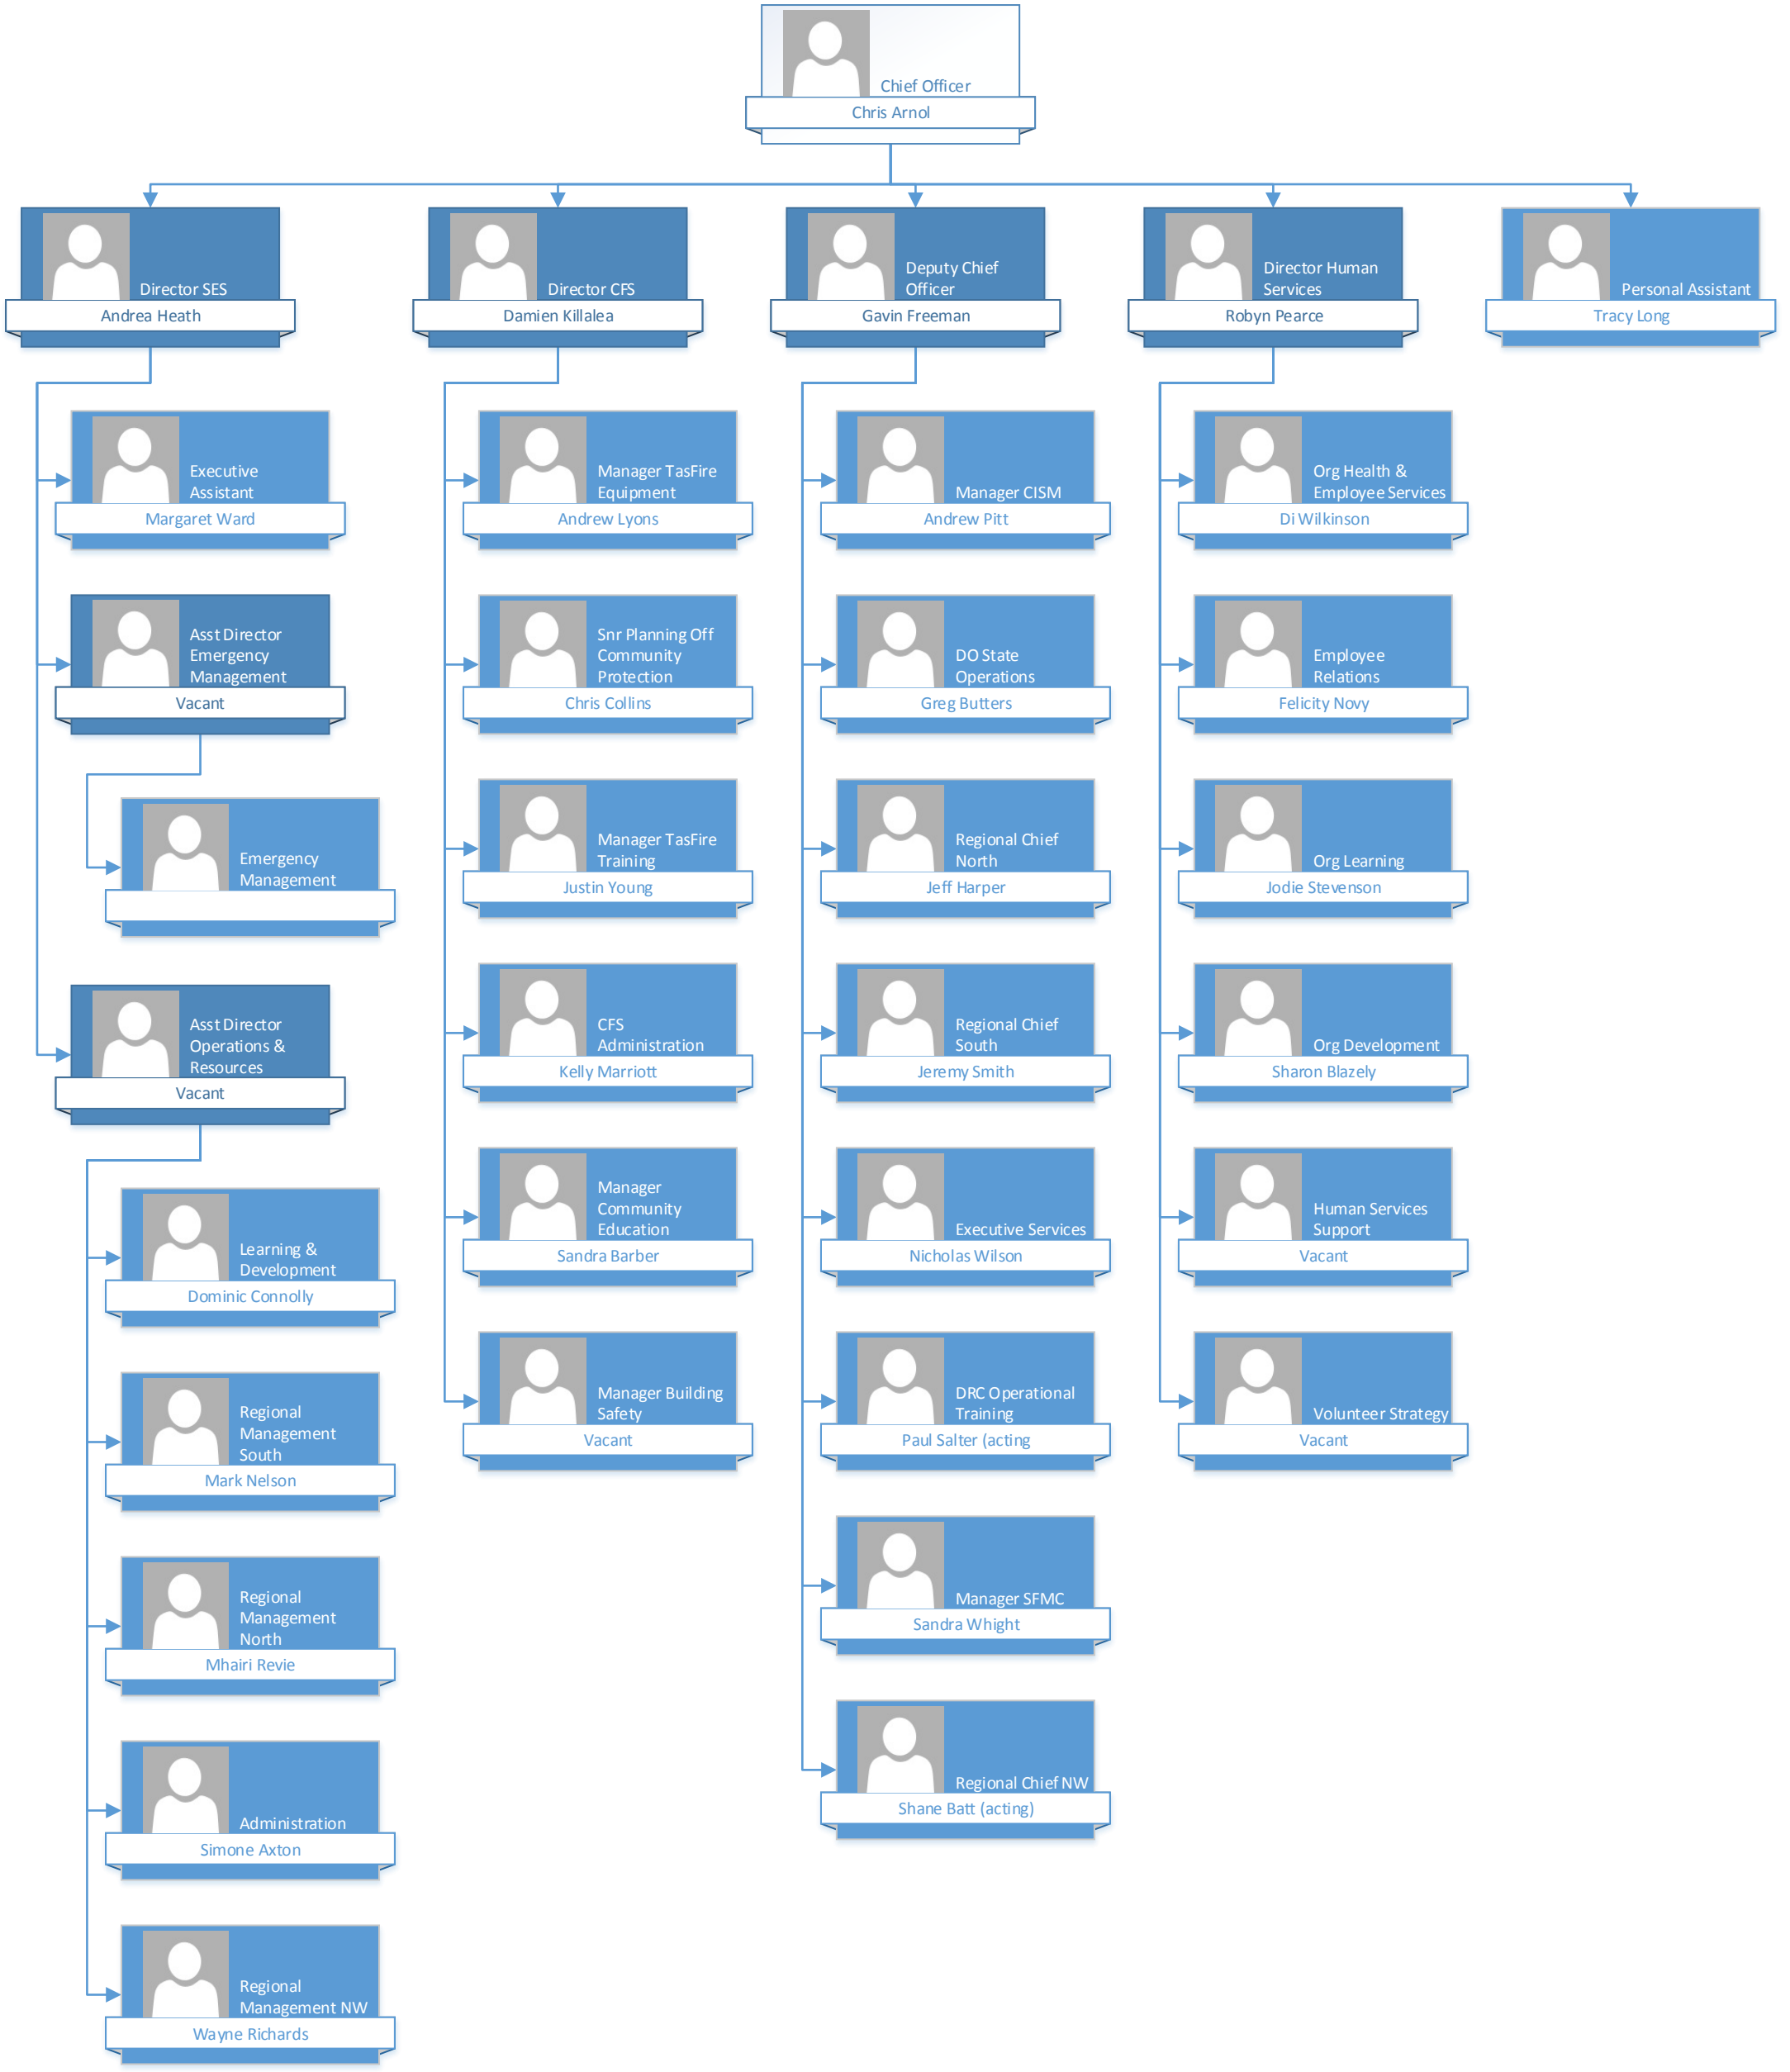 Chief Officer
Chris Arnol
Director SES
Andrea Heath
Director CFS
Damien Killalea
Deputy Chief
Officer
Gavin Freeman
Director Human
Services
Robyn Pearce
Personal Assistant
Tracy Long
Executive
Assistant
Margaret Ward
Asst Director
Emergency
Management
Vacant
Emergency
Management
Asst Director
Operations &
Resources
Vacant
Learning &
Development
Dominic Connolly
Regional
Management
South
Mark Nelson
Regional
Management
North
Mhairi Revie
Administration
Simone Axton
Regional
Management NW
Wayne Richards
Manager TasFire
Equipment
Andrew Lyons
Snr Planning Off
Community
Protection
Chris Collins
Manager TasFire
Training
Justin Young
CFS
Administration
Kelly Marriott
Manager
Community
Education
Sandra Barber
Manager Building
Safety
Vacant
Manager CISM
Andrew Pitt
DO State
Operations
Greg Butters
Regional Chief
North
Jeff Harper
Regional Chief
South
Jeremy Smith
Executive Services
Nicholas Wilson
DRC Operational
Training
Paul Salter (acting
Manager SFMC
Sandra Whight
Regional Chief NW
Shane Batt (acting)
Org Health &
Employee Services
Di Wilkinson
Employee
Relations
Felicity Novy
Org Learning
Jodie Stevenson
Org Development
Sharon Blazely
Human Services
Support
Vacant
Volunteer Strategy
Vacant